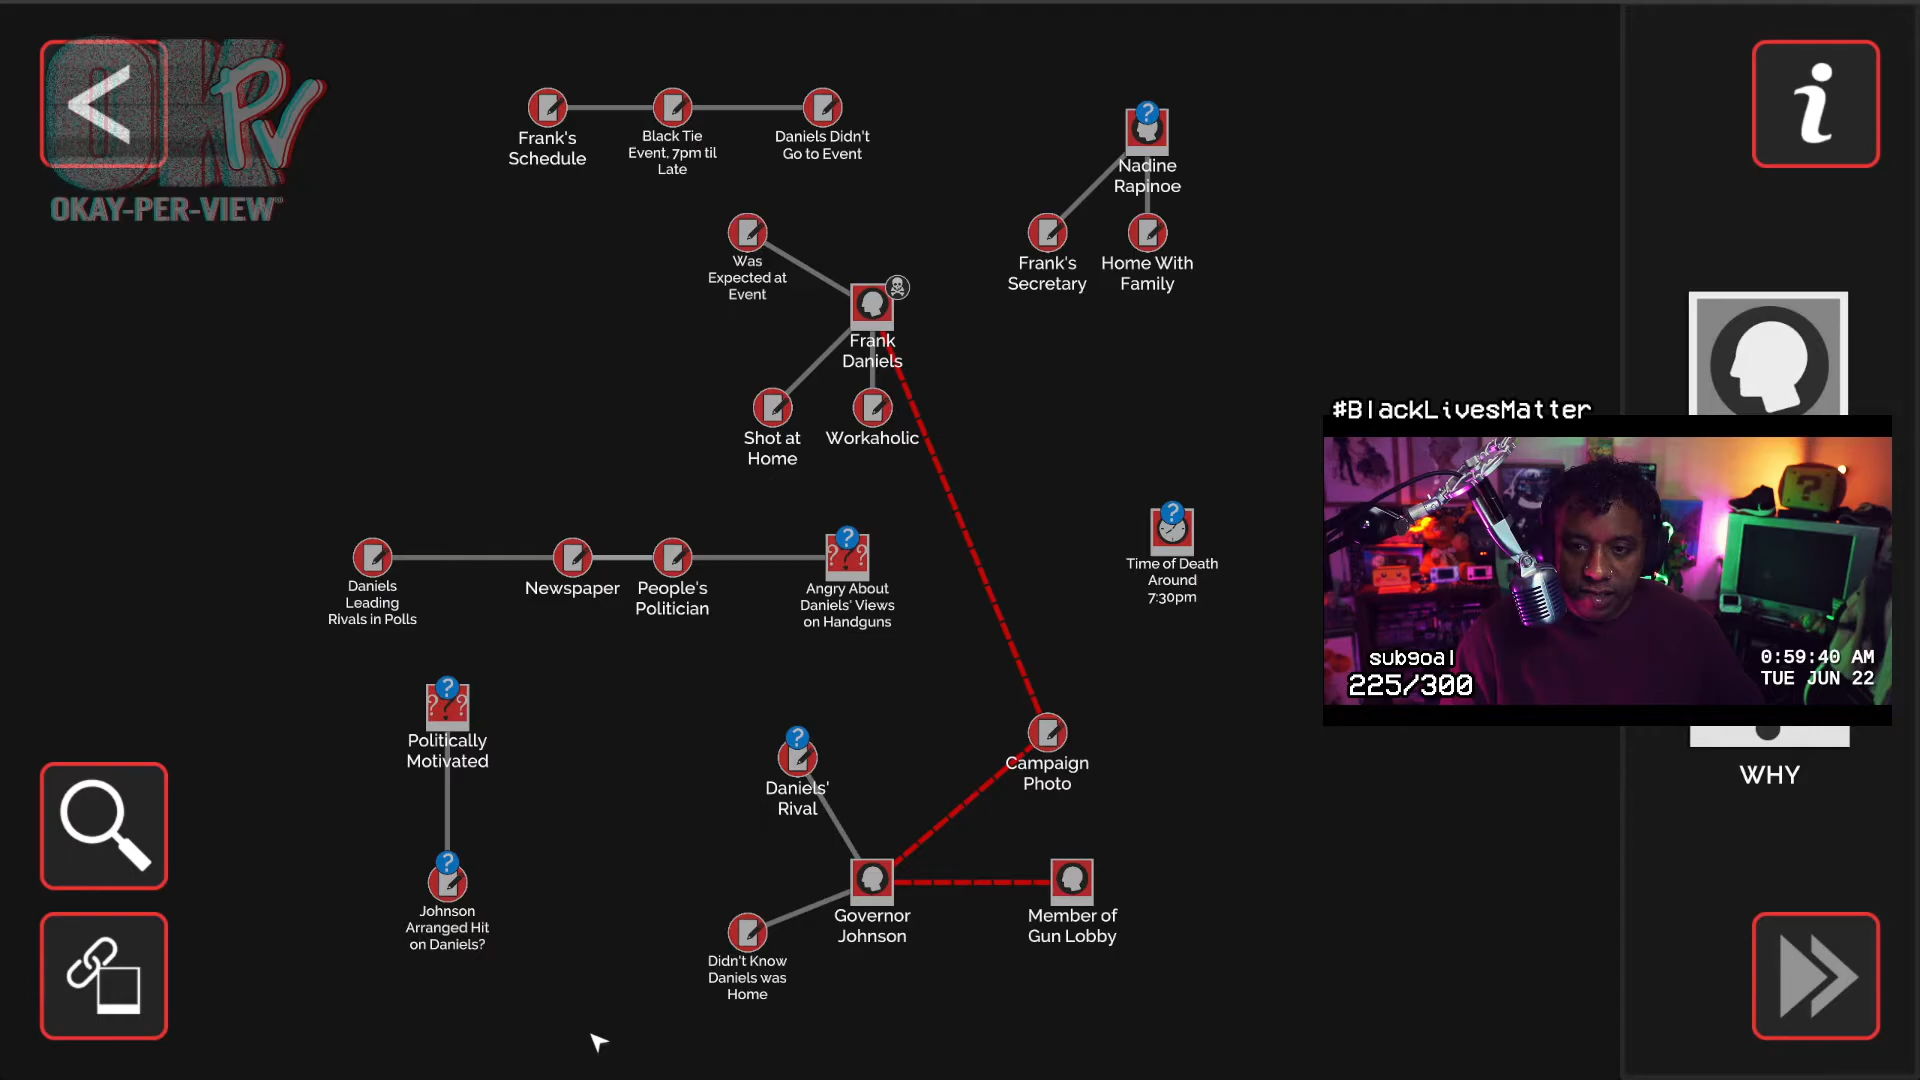 OK
PV
OKAY-PER-VIEW
Frank's
Schedule
Black Tie
Event, 7pm til
Late
Daniels Didn't
Go to Event
Nadine
Rapinoe
Was
Expected at
Event
Frank's
Secretary
Home With
Family
Frank
Daniels
Shot at
Home
Workaholic
#BlackLivesMatter
Daniels
Leading
Rivals in Polls
Newspaper
People's
Politician
Angry About
Daniels' Views
on Handguns
Time of Death
Around
7:30pm
subgoal
225/300
0:59:40 AM
TUE JUN 22
Politically
Motivated
Daniels'
Rival
Campaign
Photo
WHY
Johnson
Arranged Hit
on Daniels?
Governor
Johnson
Member of
Gun Lobby
Didn't Know
Daniels was
Home